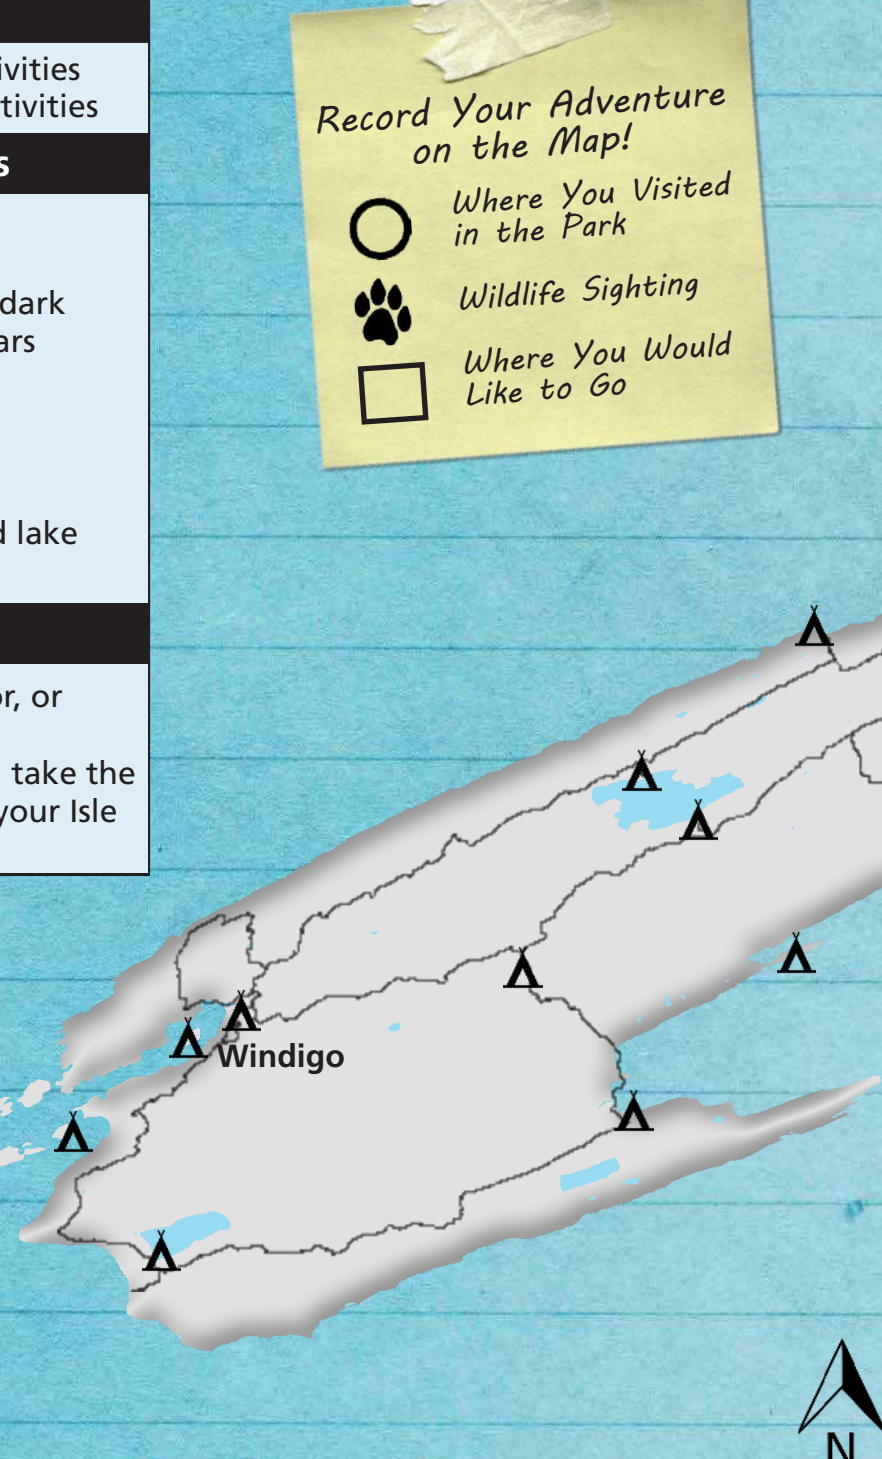 ivities
tivities
s
dark
ars
d lake
r, or
take the
your Isle
Record Your Adventure
on the Map!
Where You Visited
in the Park
Wildlife Sighting
Where You Would
Like to Go
Windigo
N